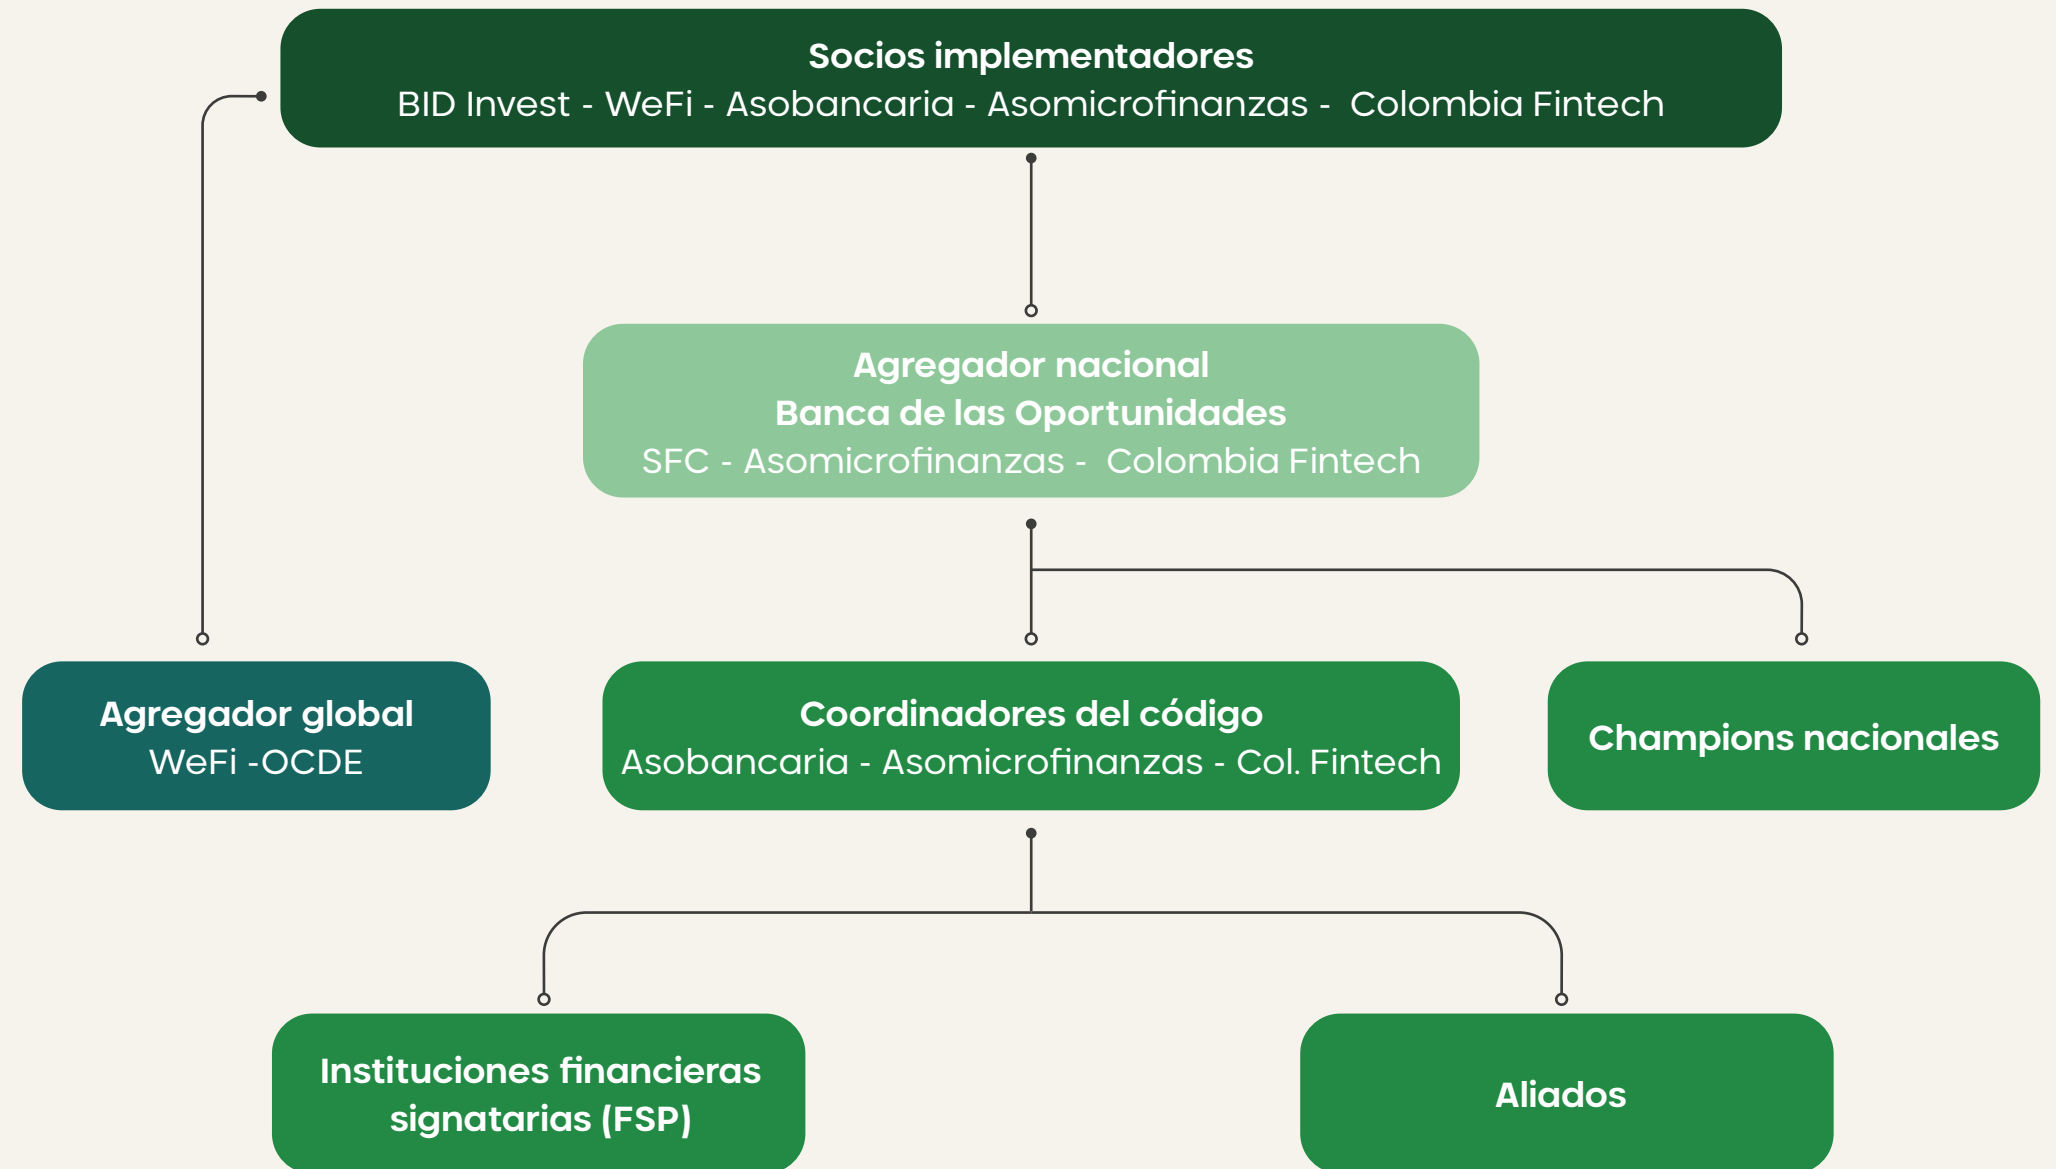 Socios implementadores
BID Invest - WeFi - Asobancaria - Asomicrofinanzas -  Colombia Fintech
Agregador nacional
Banca de las Oportunidades
SFC - Asomicrofinanzas -  Colombia Fintech
Agregador global
WeFi -OCDE
Coordinadores del código
Asobancaria - Asomicrofinanzas - Col. Fintech
Champions nacionales
Instituciones financieras
signatarias (FSP)
Aliados